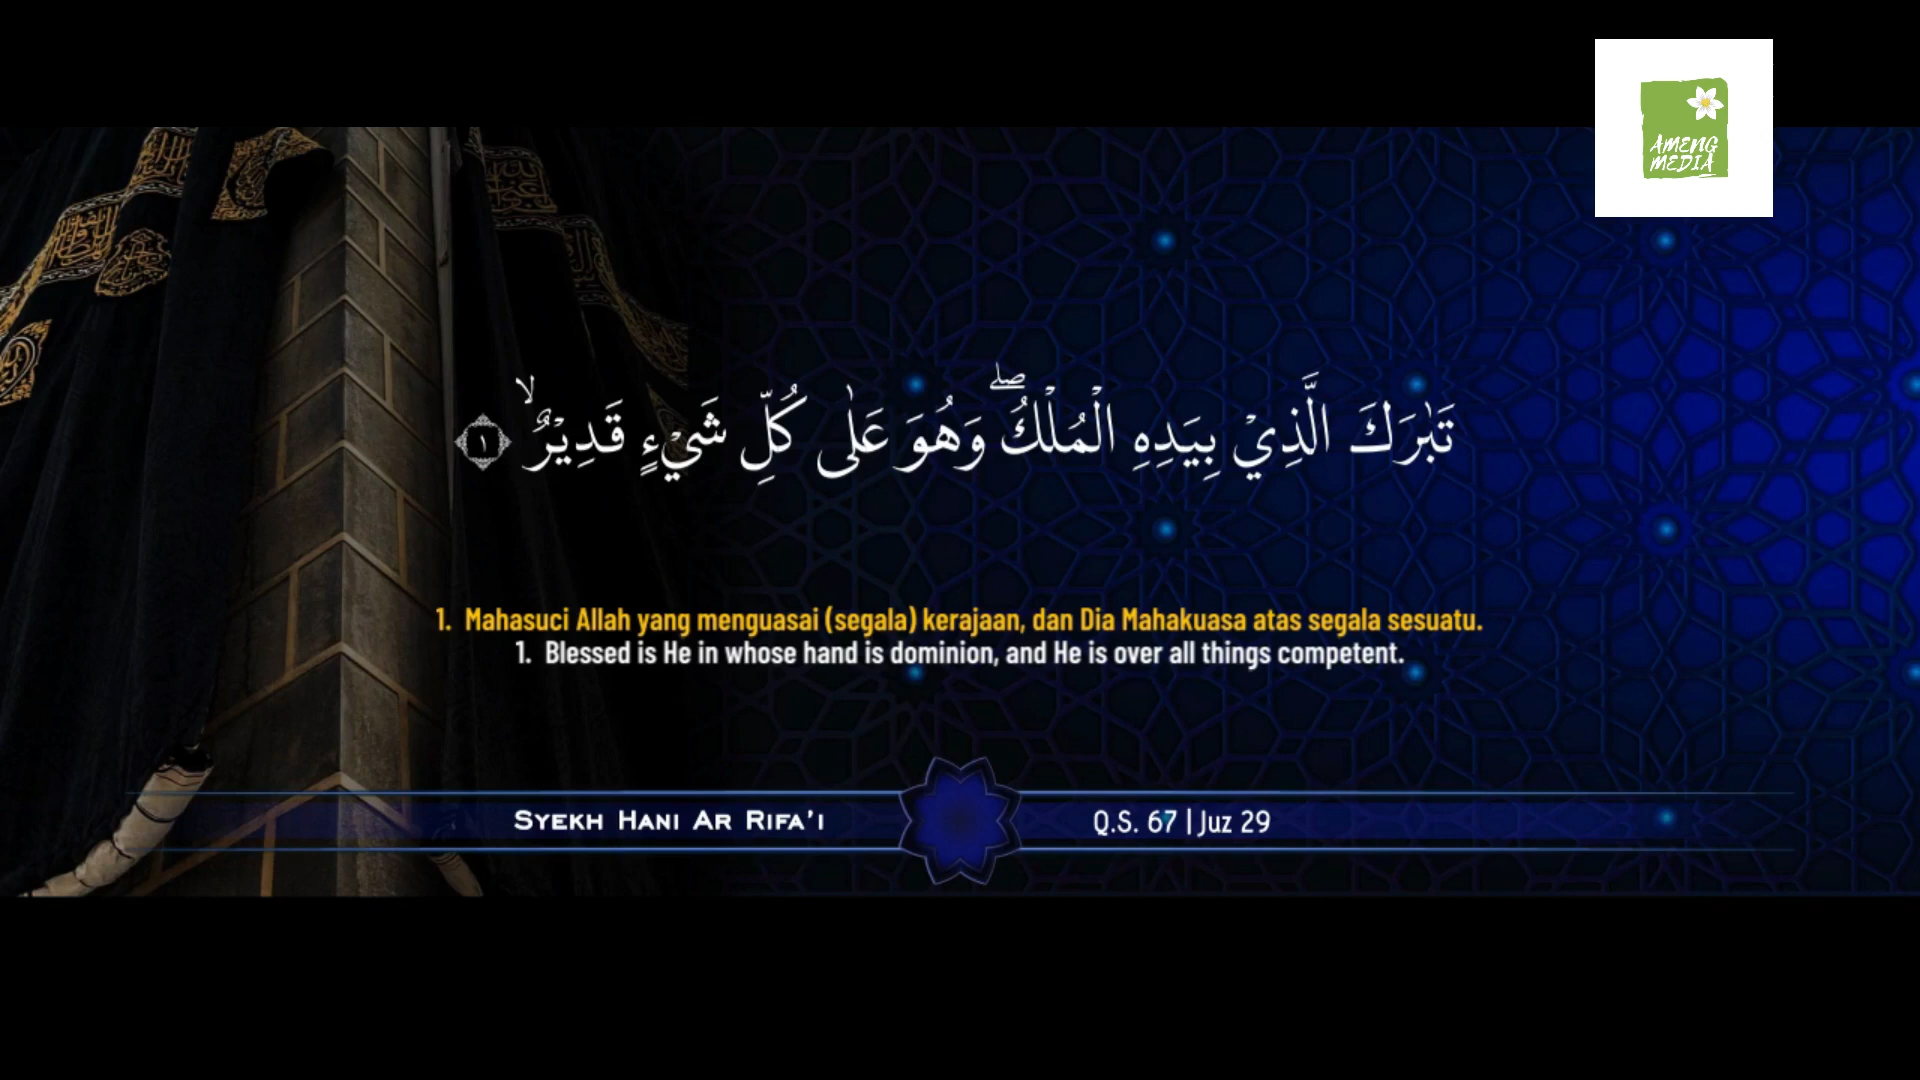 AMENG
MEDIA
تَبٰرَكَ الَّذِيْ بِيَدِهِ الْمُلْكُۖ وَهُوَ عَلٰى كُلِّ شَيْءٍ قَدِيْرٌۙ ١
1. Mahasuci Allah yang menguasai (segala) kerajaan, dan Dia Mahakuasa atas segala sesuatu.
1. Blessed is He in whose hand is dominion, and He is over all things competent.
Syekh Hani Ar Rifa'i
Q.S. 67 | Juz 29